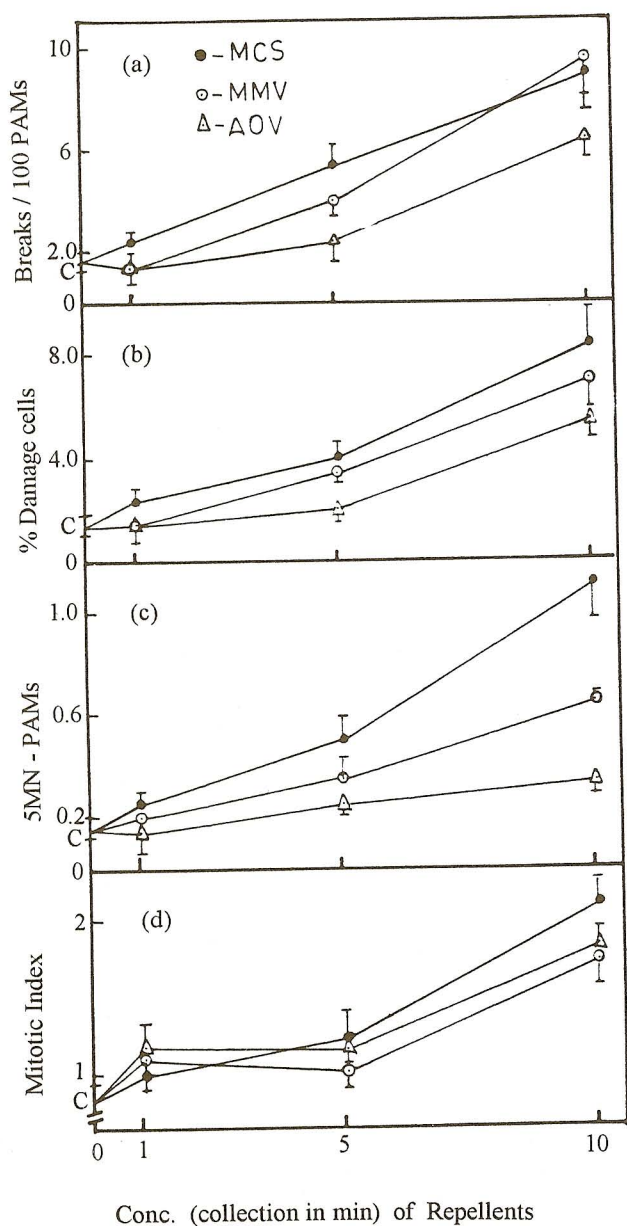 10
(a)
●-MCS
⊙-MMV
△-AOV
6
2.0
C
0
Breaks / 100 PAMs
(b)
8.0
4.0
C
0
% Damage cells
(c)
1.0
0.6
0.2
C
0
5MN - PAMs
(d)
2
1
C
Mitotic Index
0 1 5 10
Conc. (collection in min) of Repellents